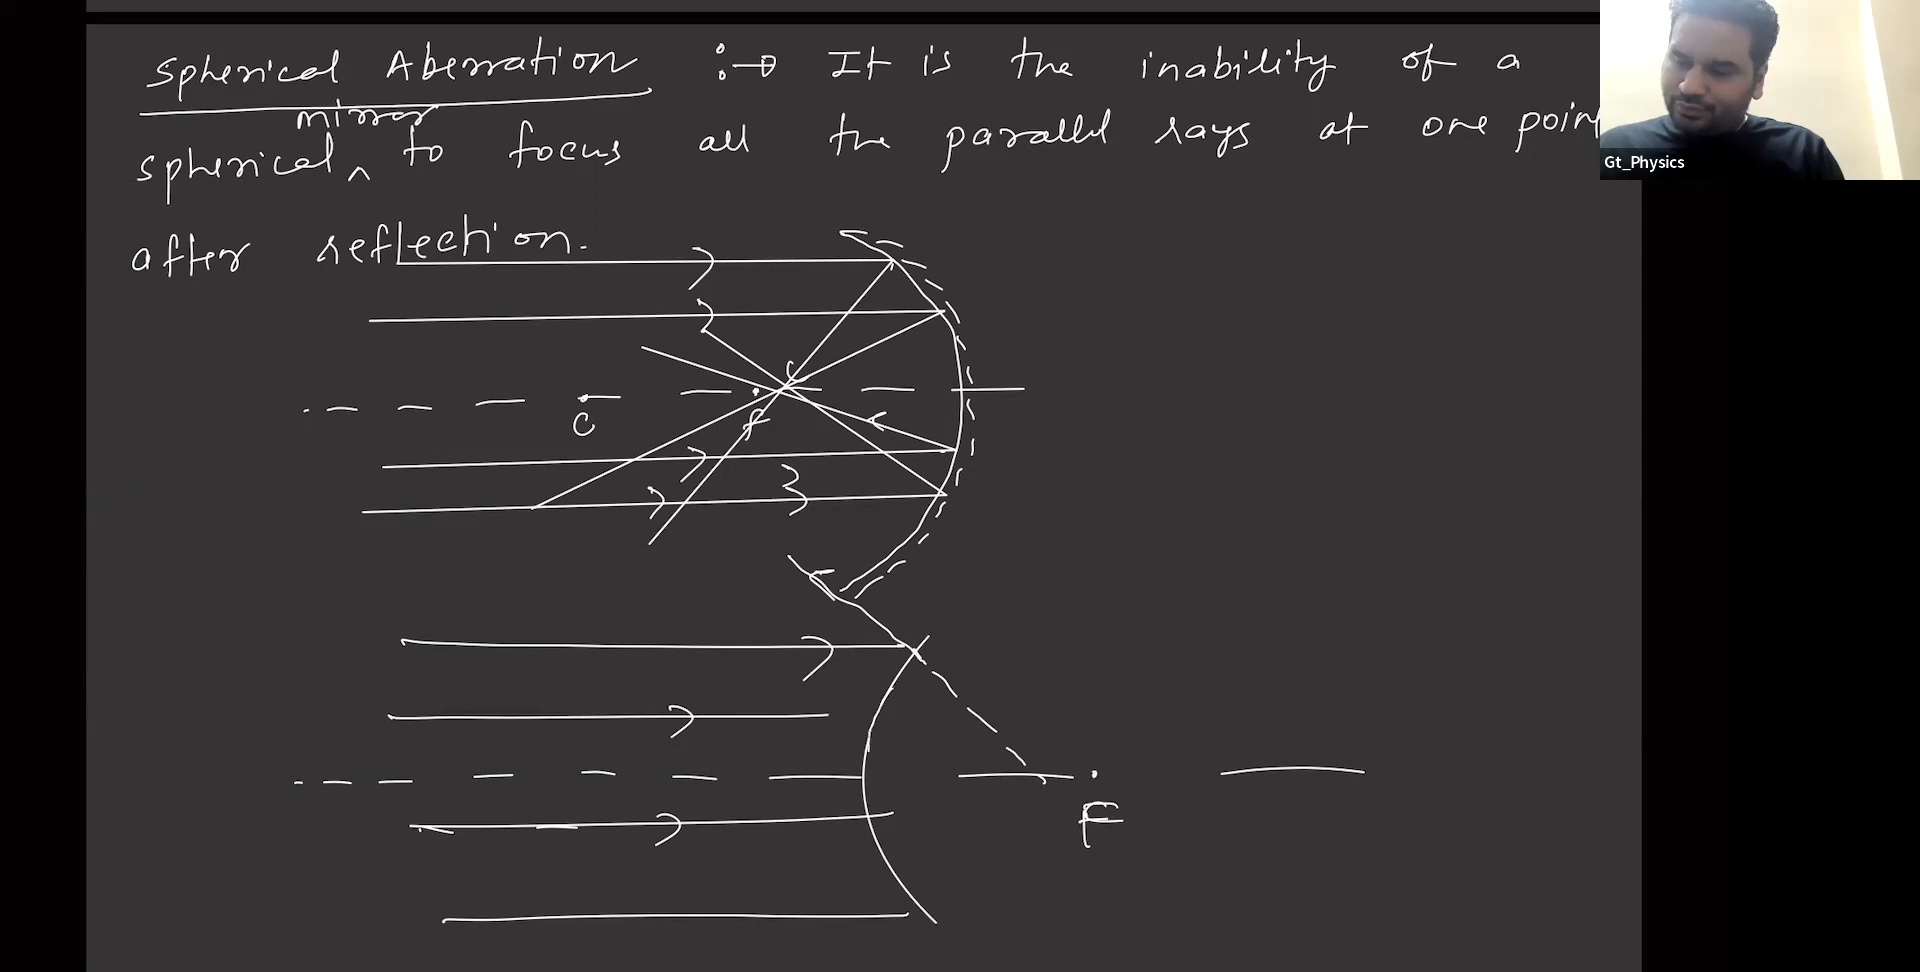 Spherical Aberration :→ It is the inability of a
mirror
spherical ^ to focus all the parallel rays at one poin
after reflection.
C
f
F
Gt_Physics